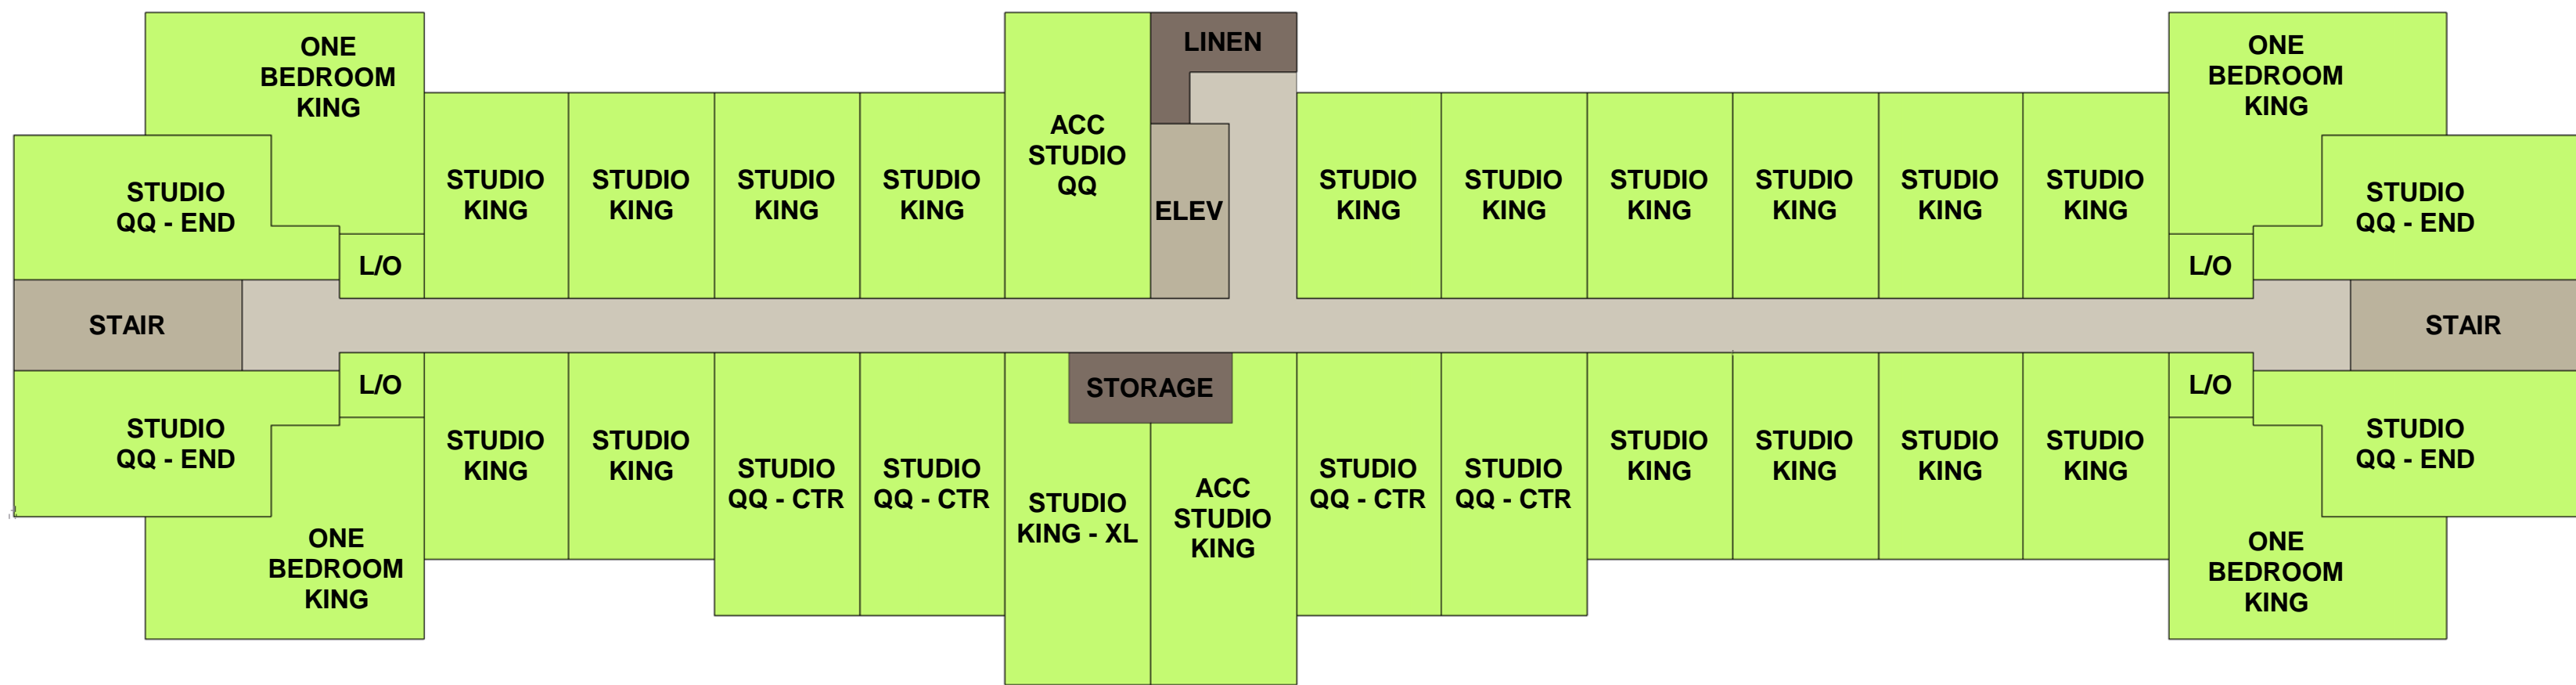 ONE
BEDROOM
KING
LINEN
ONE
BEDROOM
KING
STUDIO
QQ - END
STUDIO
KING
STUDIO
KING
STUDIO
KING
STUDIO
KING
ACC
STUDIO
QQ
ELEV
STUDIO
KING
STUDIO
KING
STUDIO
KING
STUDIO
KING
STUDIO
KING
STUDIO
KING
STUDIO
QQ - END
L/O
L/O
STAIR
STAIR
L/O
STORAGE
L/O
STUDIO
QQ - END
STUDIO
KING
STUDIO
KING
STUDIO
QQ - CTR
STUDIO
QQ - CTR
STUDIO
KING - XL
ACC
STUDIO
KING
STUDIO
QQ - CTR
STUDIO
QQ - CTR
STUDIO
KING
STUDIO
KING
STUDIO
KING
STUDIO
KING
STUDIO
QQ - END
ONE
BEDROOM
KING
ONE
BEDROOM
KING